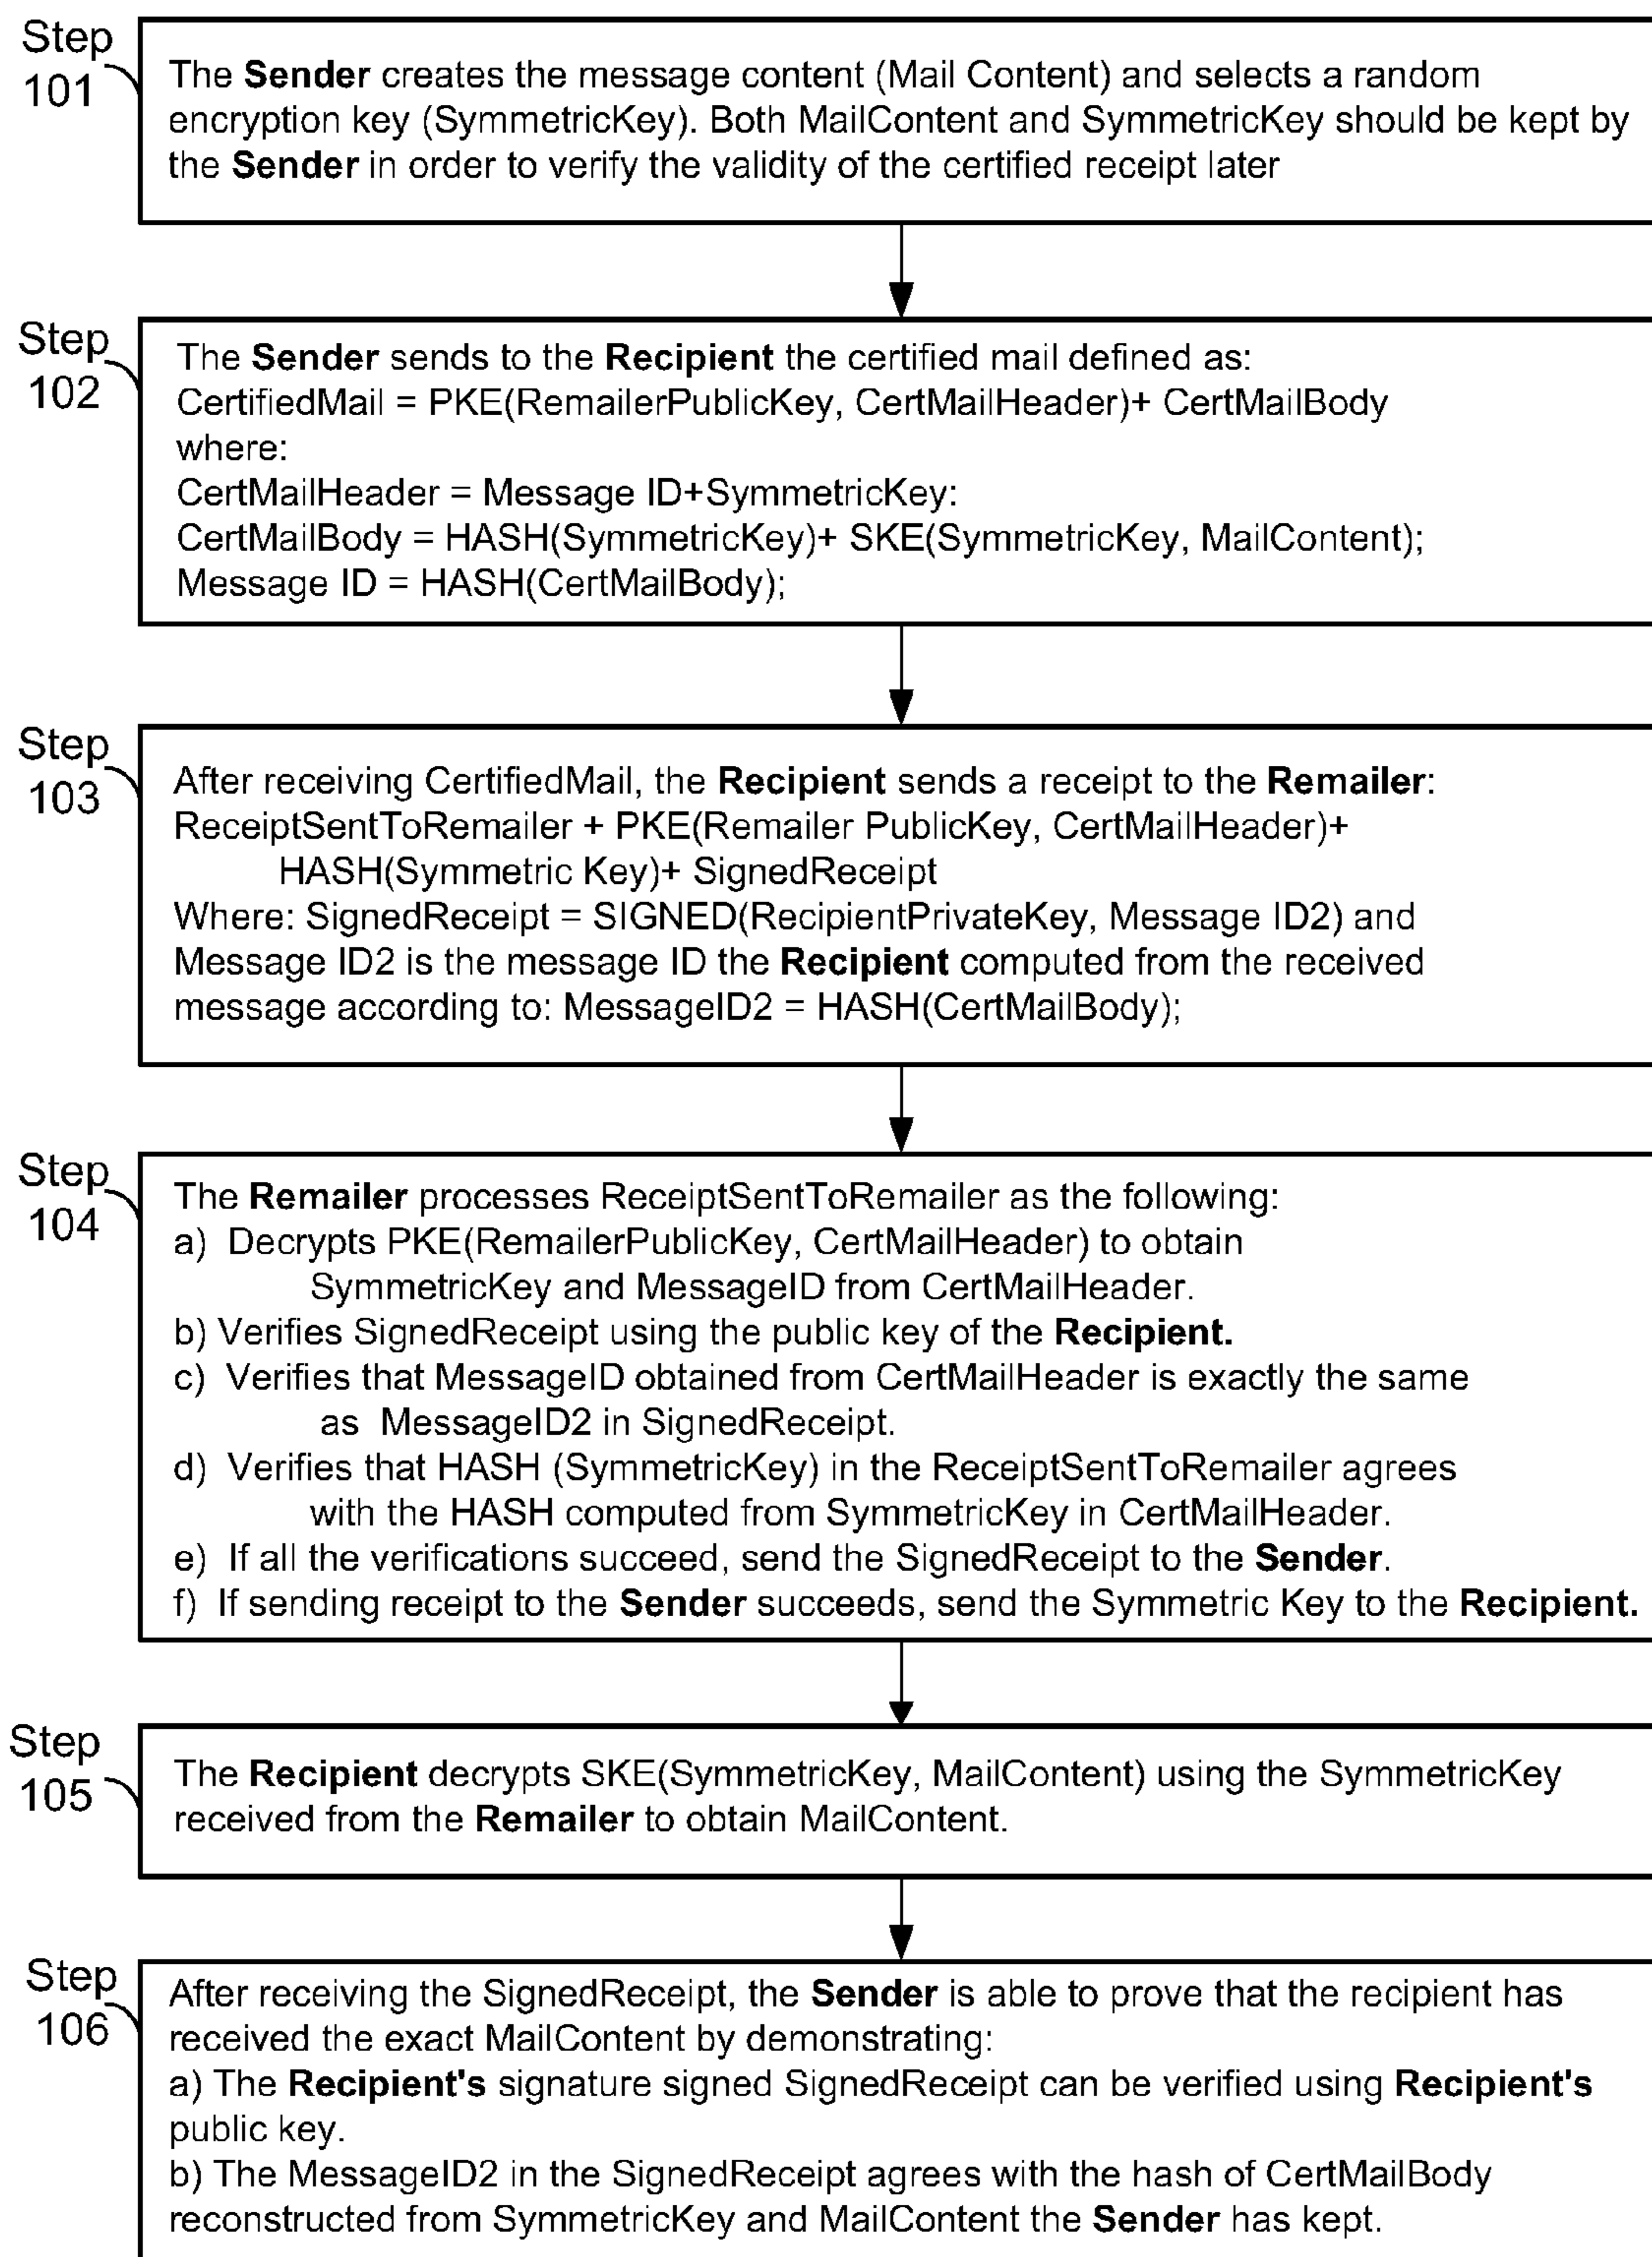 Step
101
The Sender creates the message content (Mail Content) and selects a random
encryption key (SymmetricKey). Both MailContent and SymmetricKey should be kept by
the Sender in order to verify the validity of the certified receipt later
Step
102
The Sender sends to the Recipient the certified mail defined as:
CertifiedMail = PKE(RemailerPublicKey, CertMailHeader)+ CertMailBody
where:
CertMailHeader = Message ID+SymmetricKey:
CertMailBody = HASH(SymmetricKey)+ SKE(SymmetricKey, MailContent);
Message ID = HASH(CertMailBody);
Step
103
After receiving CertifiedMail, the Recipient sends a receipt to the Remailer:
ReceiptSentToRemailer + PKE(Remailer PublicKey, CertMailHeader)+
HASH(Symmetric Key)+ SignedReceipt
Where: SignedReceipt = SIGNED(RecipientPrivateKey, Message ID2) and
Message ID2 is the message ID the Recipient computed from the received
message according to: MessageID2 = HASH(CertMailBody);
Step
104
The Remailer processes ReceiptSentToRemailer as the following:
a) Decrypts PKE(RemailerPublicKey, CertMailHeader) to obtain
SymmetricKey and MessageID from CertMailHeader.
b) Verifies SignedReceipt using the public key of the Recipient.
c) Verifies that MessageID obtained from CertMailHeader is exactly the same
as MessageID2 in SignedReceipt.
d) Verifies that HASH (SymmetricKey) in the ReceiptSentToRemailer agrees
with the HASH computed from SymmetricKey in CertMailHeader.
e) If all the verifications succeed, send the SignedReceipt to the Sender.
f) If sending receipt to the Sender succeeds, send the Symmetric Key to the Recipient.
Step
105
The Recipient decrypts SKE(SymmetricKey, MailContent) using the SymmetricKey
received from the Remailer to obtain MailContent.
Step
106
After receiving the SignedReceipt, the Sender is able to prove that the recipient has
received the exact MailContent by demonstrating:
a) The Recipient's signature signed SignedReceipt can be verified using Recipient's
public key.
b) The MessageID2 in the SignedReceipt agrees with the hash of CertMailBody
reconstructed from SymmetricKey and MailContent the Sender has kept.